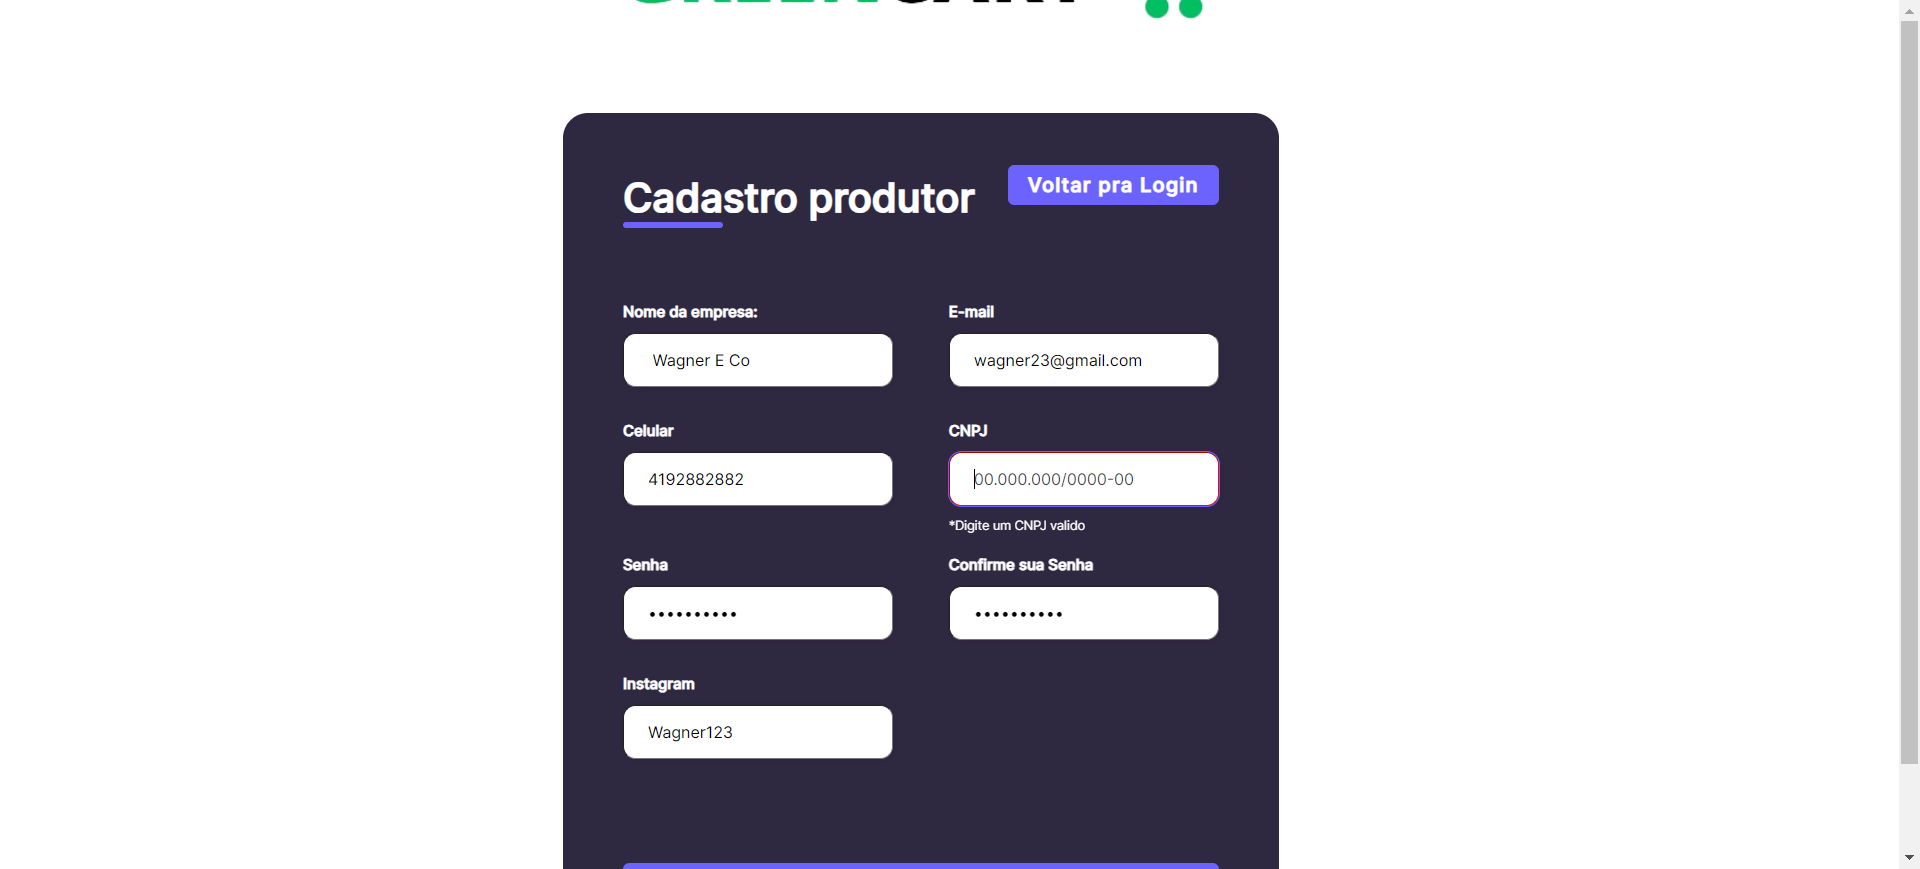 GREENCART
Cadastro produtor
Voltar pra Login
Nome da empresa:
E-mail
Wagner E Co
wagner23@gmail.com
Celular
CNPJ
4192882882
00.000.000/0000-00
*Digite um CNPJ valido
Senha
Confirme sua Senha
••••••••••
••••••••••
Instagram
Wagner123